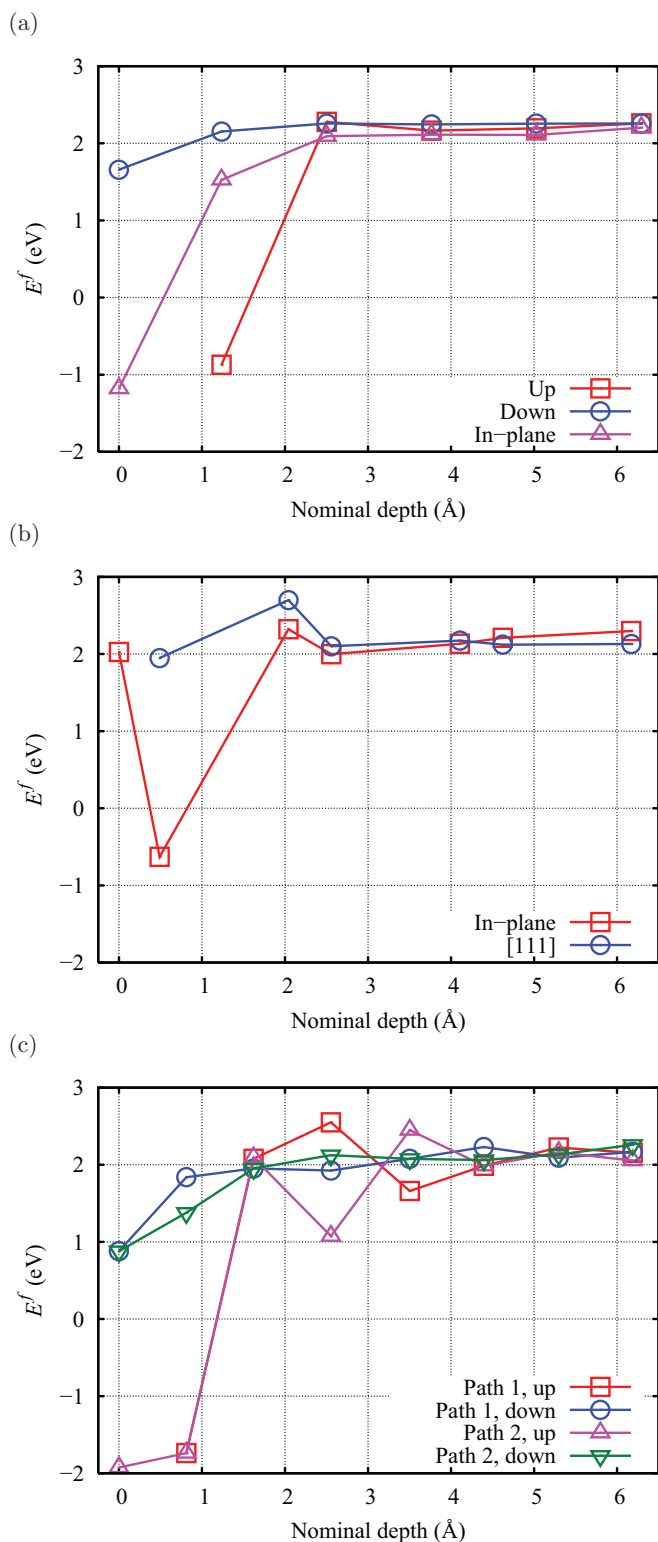 (a)
3
2
1
0
−1
−2
E^f (eV)
Up
Down
In−plane
0 1 2 3 4 5 6
Nominal depth (Å)
(b)
3
2
1
0
−1
−2
E^f (eV)
In−plane
[111]
0 1 2 3 4 5 6
Nominal depth (Å)
(c)
3
2
1
0
−1
−2
E^f (eV)
Path 1, up
Path 1, down
Path 2, up
Path 2, down
0 1 2 3 4 5 6
Nominal depth (Å)